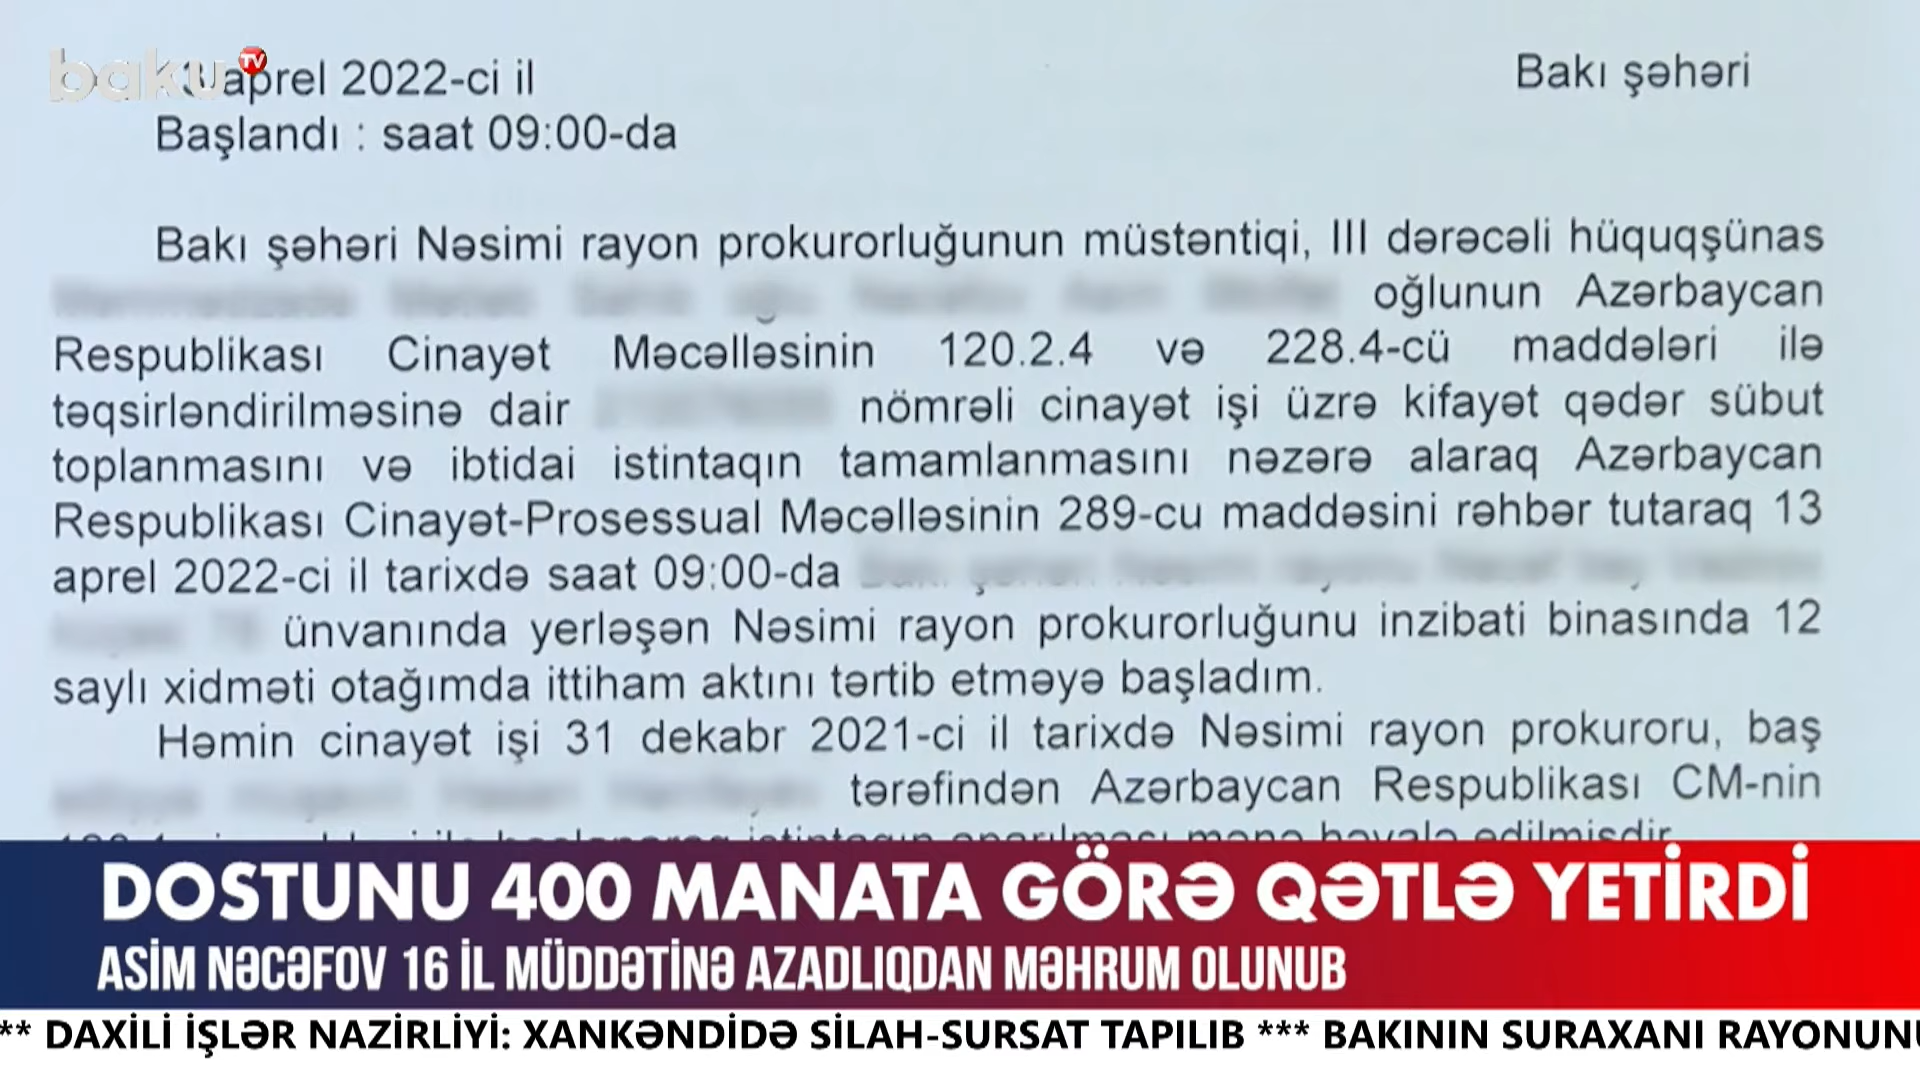 baku TV
3 aprel 2022-ci il Bakı şəhəri
Başlandı : saat 09:00-da
Bakı şəhəri Nəsimi rayon prokurorluğunun müstəntiqi, III dərəcəli hüquqşünas
oğlunun Azərbaycan
Respublikası Cinayət Məcəlləsinin 120.2.4 və 228.4-cü maddələri ilə
təqsirləndirilməsinə dair nömrəli cinayət işi üzrə kifayət qədər sübut
toplanmasını və ibtidai istintaqın tamamlanmasını nəzərə alaraq Azərbaycan
Respublikası Cinayət-Prosessual Məcəlləsinin 289-cu maddəsini rəhbər tutaraq 13
aprel 2022-ci il tarixdə saat 09:00-da
ünvanında yerləşən Nəsimi rayon prokurorluğunu inzibati binasında 12
saylı xidməti otağımda ittiham aktını tərtib etməyə başladım.
Həmin cinayət işi 31 dekabr 2021-ci il tarixdə Nəsimi rayon prokuroru, baş
tərəfindən Azərbaycan Respublikası CM-nin
DOSTUNU 400 MANATA GÖRƏ QƏTLƏ YETİRDİ
ASİM NƏCƏFOV 16 İL MÜDDƏTİNƏ AZADLIQDAN MƏHRUM OLUNUB
** DAXİLİ İŞLƏR NAZİRLİYİ: XANKƏNDİDƏ SİLAH-SURSAT TAPILIB *** BAKININ SURAXANI RAYONUNU